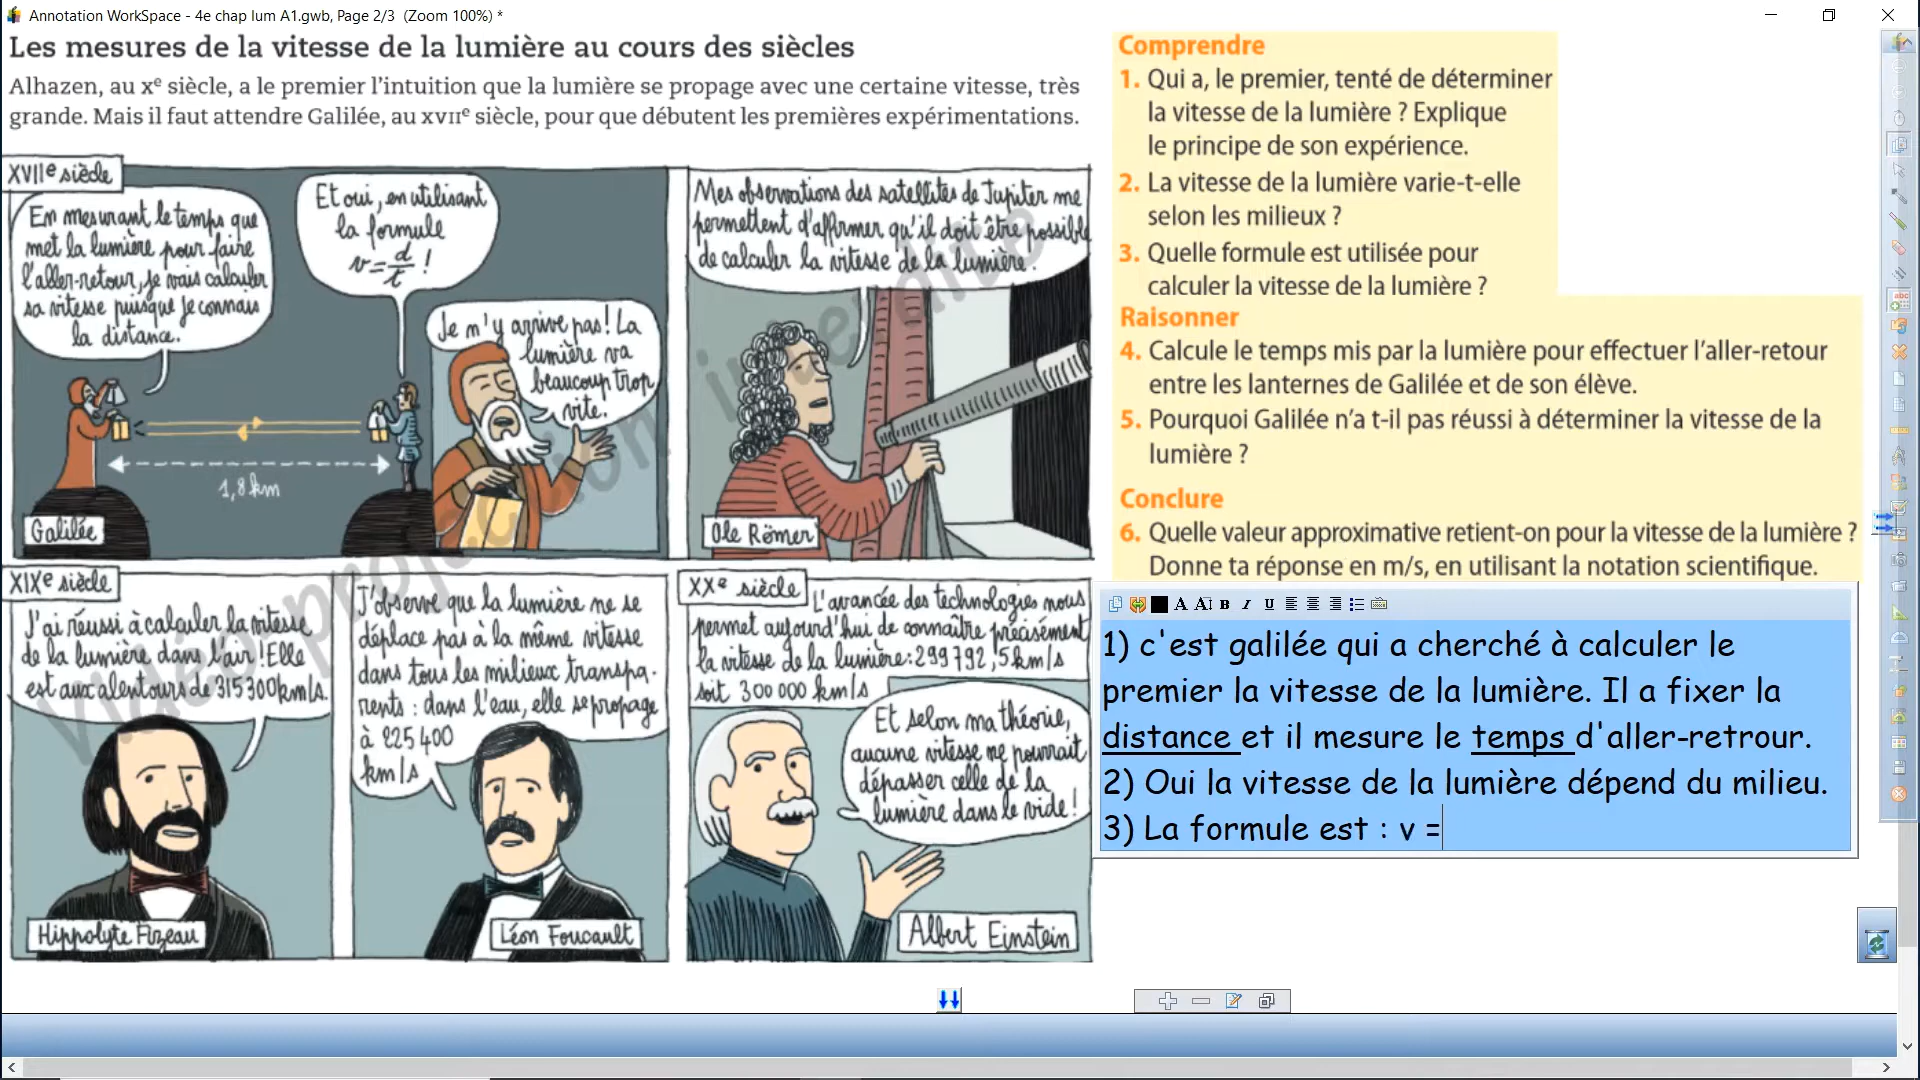 Annotation WorkSpace - 4e chap lum A1.gwb, Page 2/3  (Zoom 100%) *
Les mesures de la vitesse de la lumière au cours des siècles
Alhazen, au Xe siècle, a le premier l'intuition que la lumière se propage avec une certaine vitesse, très
grande. Mais il faut attendre Galilée, au XVIIe siècle, pour que débutent les premières expérimentations.
XVIIe siècle
En mesurant le temps que
met la lumière pour faire
l'aller-retour, je vais calculer
sa vitesse puisque je connais
la distance.
Et oui, en utilisant
la formule
v = d/t !
Je n'y arrive pas ! La
lumière va
beaucoup trop
vite.
1,8 km
Galilée
Mes observations des satellites de Jupiter me
permettent d'affirmer qu'il doit être possible
de calculer la vitesse de la lumière.
Ole Römer
XIXe siècle
J'ai réussi à calculer la vitesse
de la lumière dans l'air ! Elle
est aux alentours de 315 300 km/s.
Hippolyte Fizeau
J'observe que la lumière ne se
déplace pas à la même vitesse
dans tous les milieux transpa-
rents : dans l'eau, elle se propage
à 225 400
km/s
Léon Foucault
XXe siècle
L'avancée des technologies nous
permet aujourd'hui de connaître précisément
la vitesse de la lumière : 299 792,5 km/s
soit 300 000 km/s
Et selon ma théorie,
aucune vitesse ne pourrait
dépasser celle de la
lumière dans le vide !
Albert Einstein
Vidéoprojection interdite
Comprendre
1. Qui a, le premier, tenté de déterminer
la vitesse de la lumière ? Explique
le principe de son expérience.
2. La vitesse de la lumière varie-t-elle
selon les milieux ?
3. Quelle formule est utilisée pour
calculer la vitesse de la lumière ?
Raisonner
4. Calcule le temps mis par la lumière pour effectuer l'aller-retour
entre les lanternes de Galilée et de son élève.
5. Pourquoi Galilée n'a t-il pas réussi à déterminer la vitesse de la
lumière ?
Conclure
6. Quelle valeur approximative retient-on pour la vitesse de la lumière ?
Donne ta réponse en m/s, en utilisant la notation scientifique.
A A B I U
1) c'est galilée qui a cherché à calculer le
premier la vitesse de la lumière. Il a fixer la
distance et il mesure le temps d'aller-retrour.
2) Oui la vitesse de la lumière dépend du milieu.
3) La formule est : v =
abc